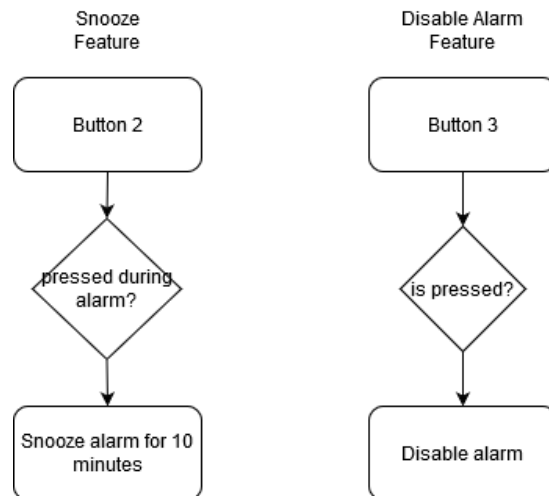 Snooze
Feature
Button 2
pressed during
alarm?
Snooze alarm for 10
minutes
Disable Alarm
Feature
Button 3
is pressed?
Disable alarm